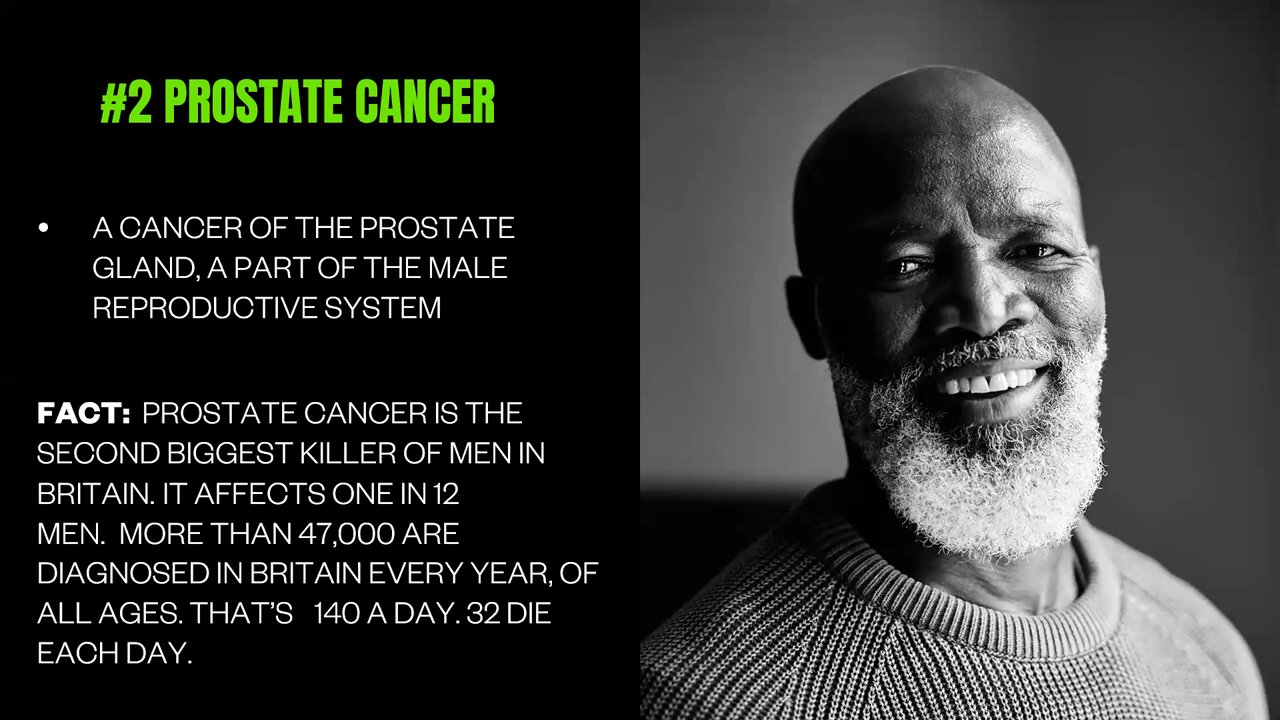 #2 PROSTATE CANCER
• A CANCER OF THE PROSTATE
GLAND, A PART OF THE MALE
REPRODUCTIVE SYSTEM
FACT: PROSTATE CANCER IS THE
SECOND BIGGEST KILLER OF MEN IN
BRITAIN. IT AFFECTS ONE IN 12
MEN. MORE THAN 47,000 ARE
DIAGNOSED IN BRITAIN EVERY YEAR, OF
ALL AGES. THAT'S 140 A DAY. 32 DIE
EACH DAY.